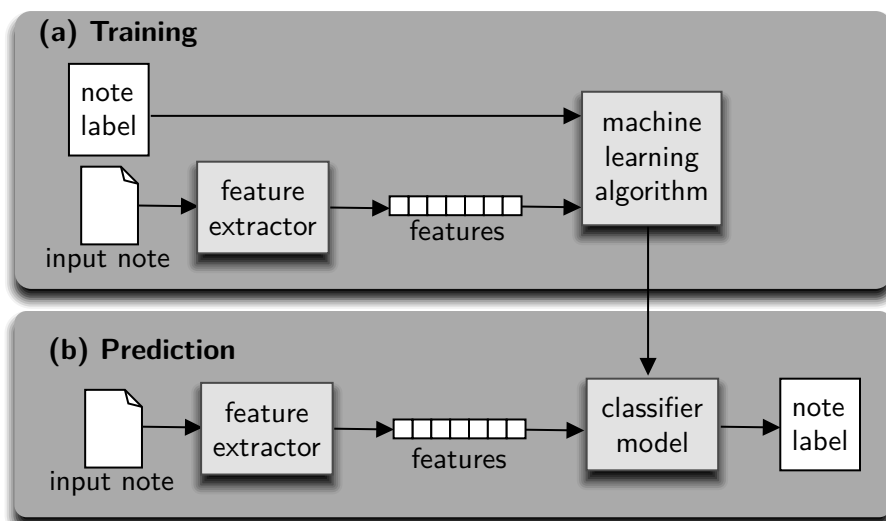 (a) Training
note
label
machine
learning
algorithm
feature
extractor
features
input note
(b) Prediction
feature
extractor
classifier
model
note
label
features
input note